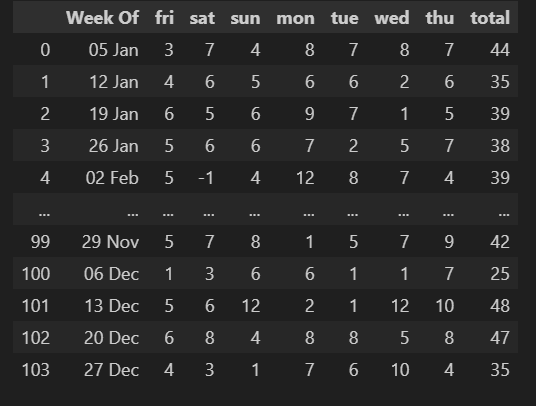 Week Of fri sat sun mon tue wed thu total
0 05 Jan 3 7 4 8 7 8 7 44
1 12 Jan 4 6 5 6 6 2 6 35
2 19 Jan 6 5 6 9 7 1 5 39
3 26 Jan 5 6 6 7 2 5 7 38
4 02 Feb 5 -1 4 12 8 7 4 39
... ... ... ... ... ... ... ... ... ...
99 29 Nov 5 7 8 1 5 7 9 42
100 06 Dec 1 3 6 6 1 1 7 25
101 13 Dec 5 6 12 2 1 12 10 48
102 20 Dec 6 8 4 8 8 5 8 47
103 27 Dec 4 3 1 7 6 10 4 35